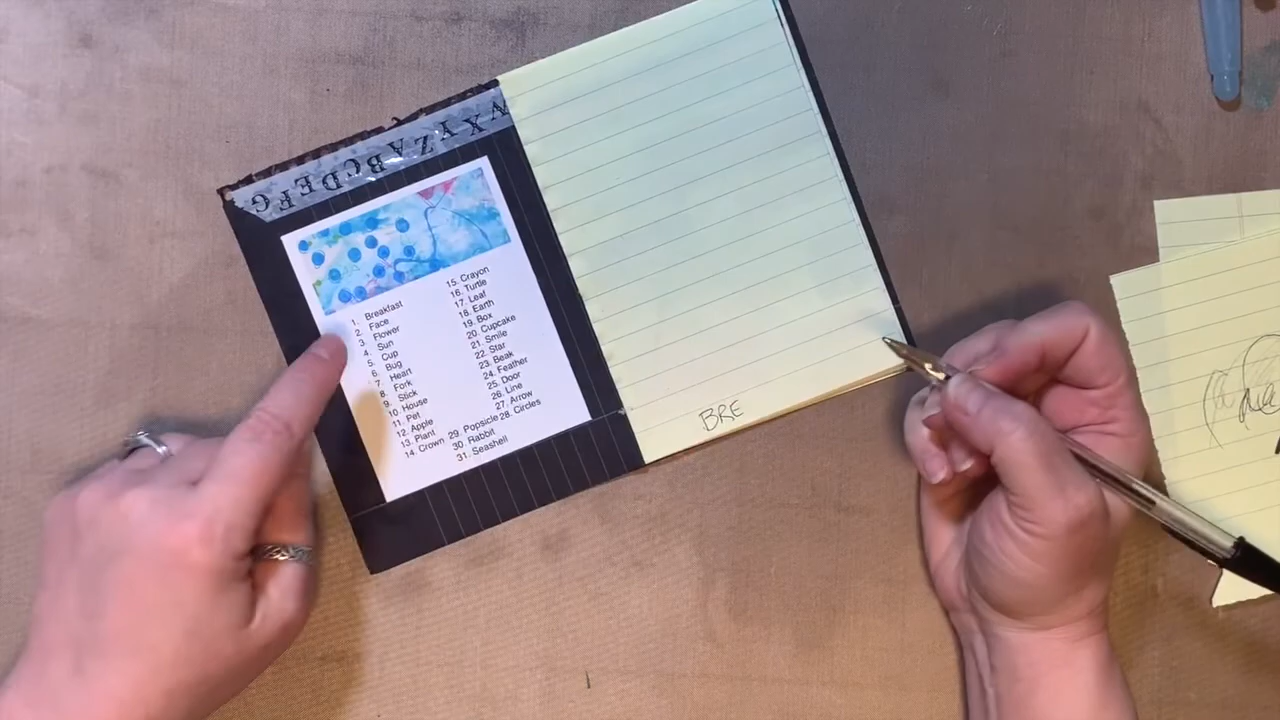 WXYZABCDEFG
1. Breakfast
2. Face
3. Flower
4. Sun
5. Cup
6. Bug
7. Heart
8. Fork
9. Stick
10. House
11. Pet
12. Apple
13. Plant
14. Crown
15. Crayon
16. Turtle
17. Leaf
18. Earth
19. Box
20. Cupcake
21. Smile
22. Star
23. Beak
24. Feather
25. Door
26. Line
27. Arrow
28. Circles
29. Popsicle
30. Rabbit
31. Seashell
BRE